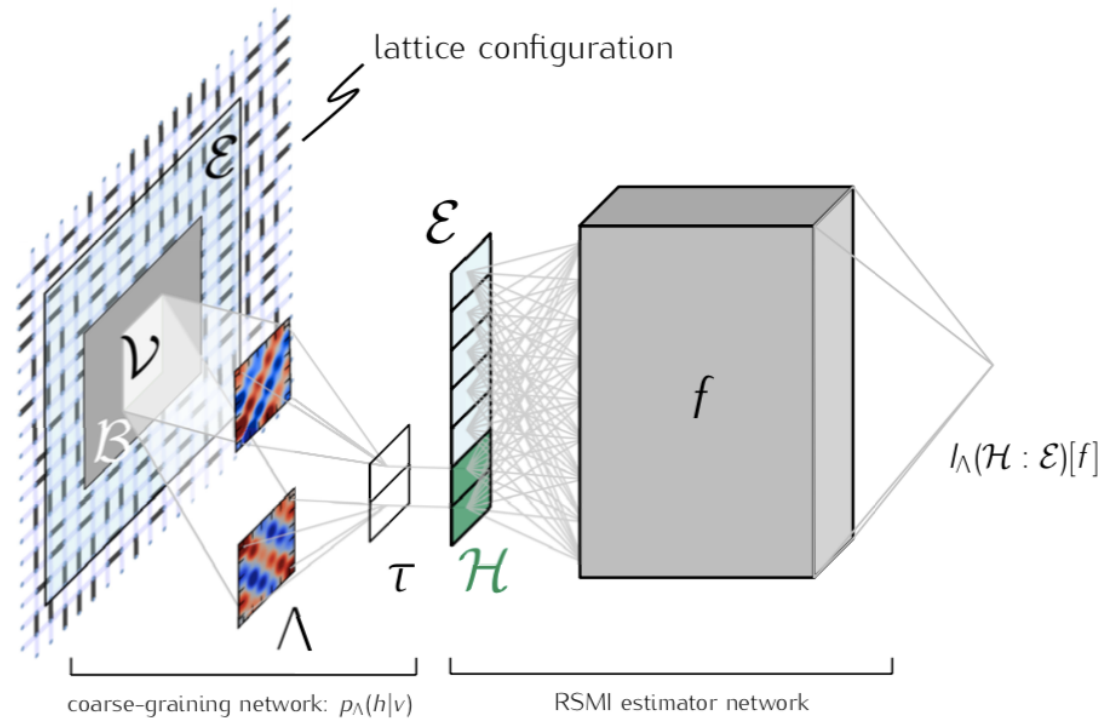 lattice configuration
ℰ
ℰ
𝒱
ℬ
f
I_Λ(ℋ : ℰ)[f]
τ
ℋ
Λ
coarse-graining network: p_Λ(h|v)
RSMI estimator network